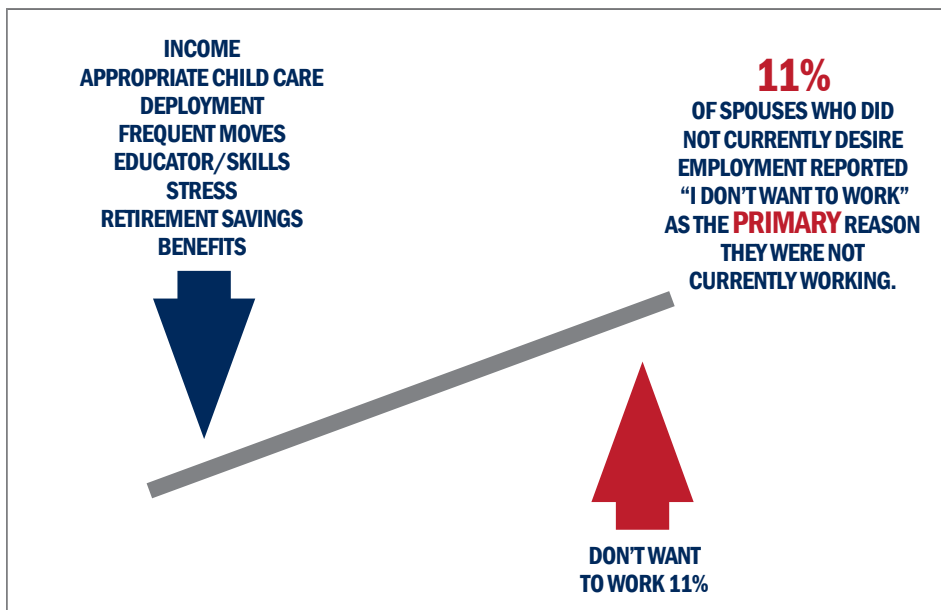 INCOME
APPROPRIATE CHILD CARE
DEPLOYMENT
FREQUENT MOVES
EDUCATOR/SKILLS
STRESS
RETIREMENT SAVINGS
BENEFITS
11%
OF SPOUSES WHO DID
NOT CURRENTLY DESIRE
EMPLOYMENT REPORTED
“I DON’T WANT TO WORK”
AS THE PRIMARY REASON
THEY WERE NOT
CURRENTLY WORKING.
DON’T WANT
TO WORK 11%